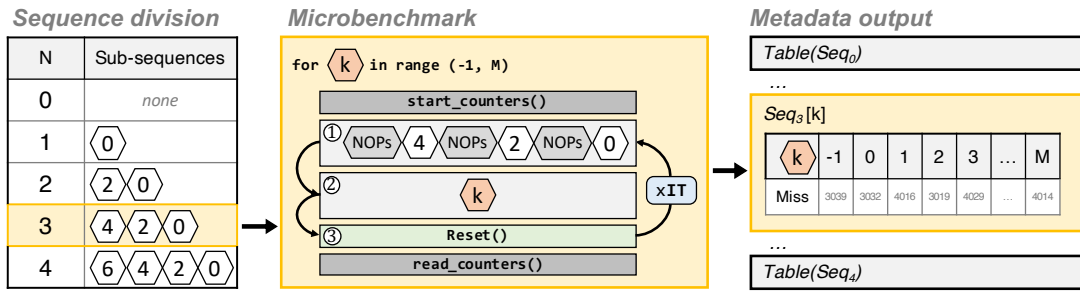 Sequence division
N Sub-sequences
0 none
1 0
2 2 0
3 4 2 0
4 6 4 2 0
Microbenchmark
for k in range (-1, M)
start_counters()
① NOPs 4 NOPs 2 NOPs 0
② k
xIT
③ Reset()
read_counters()
Metadata output
Table(Seq0)
...
Seq3[k]
k -1 0 1 2 3 ... M
Miss 3039 3032 4016 3019 4029 ... 4014
...
Table(Seq4)